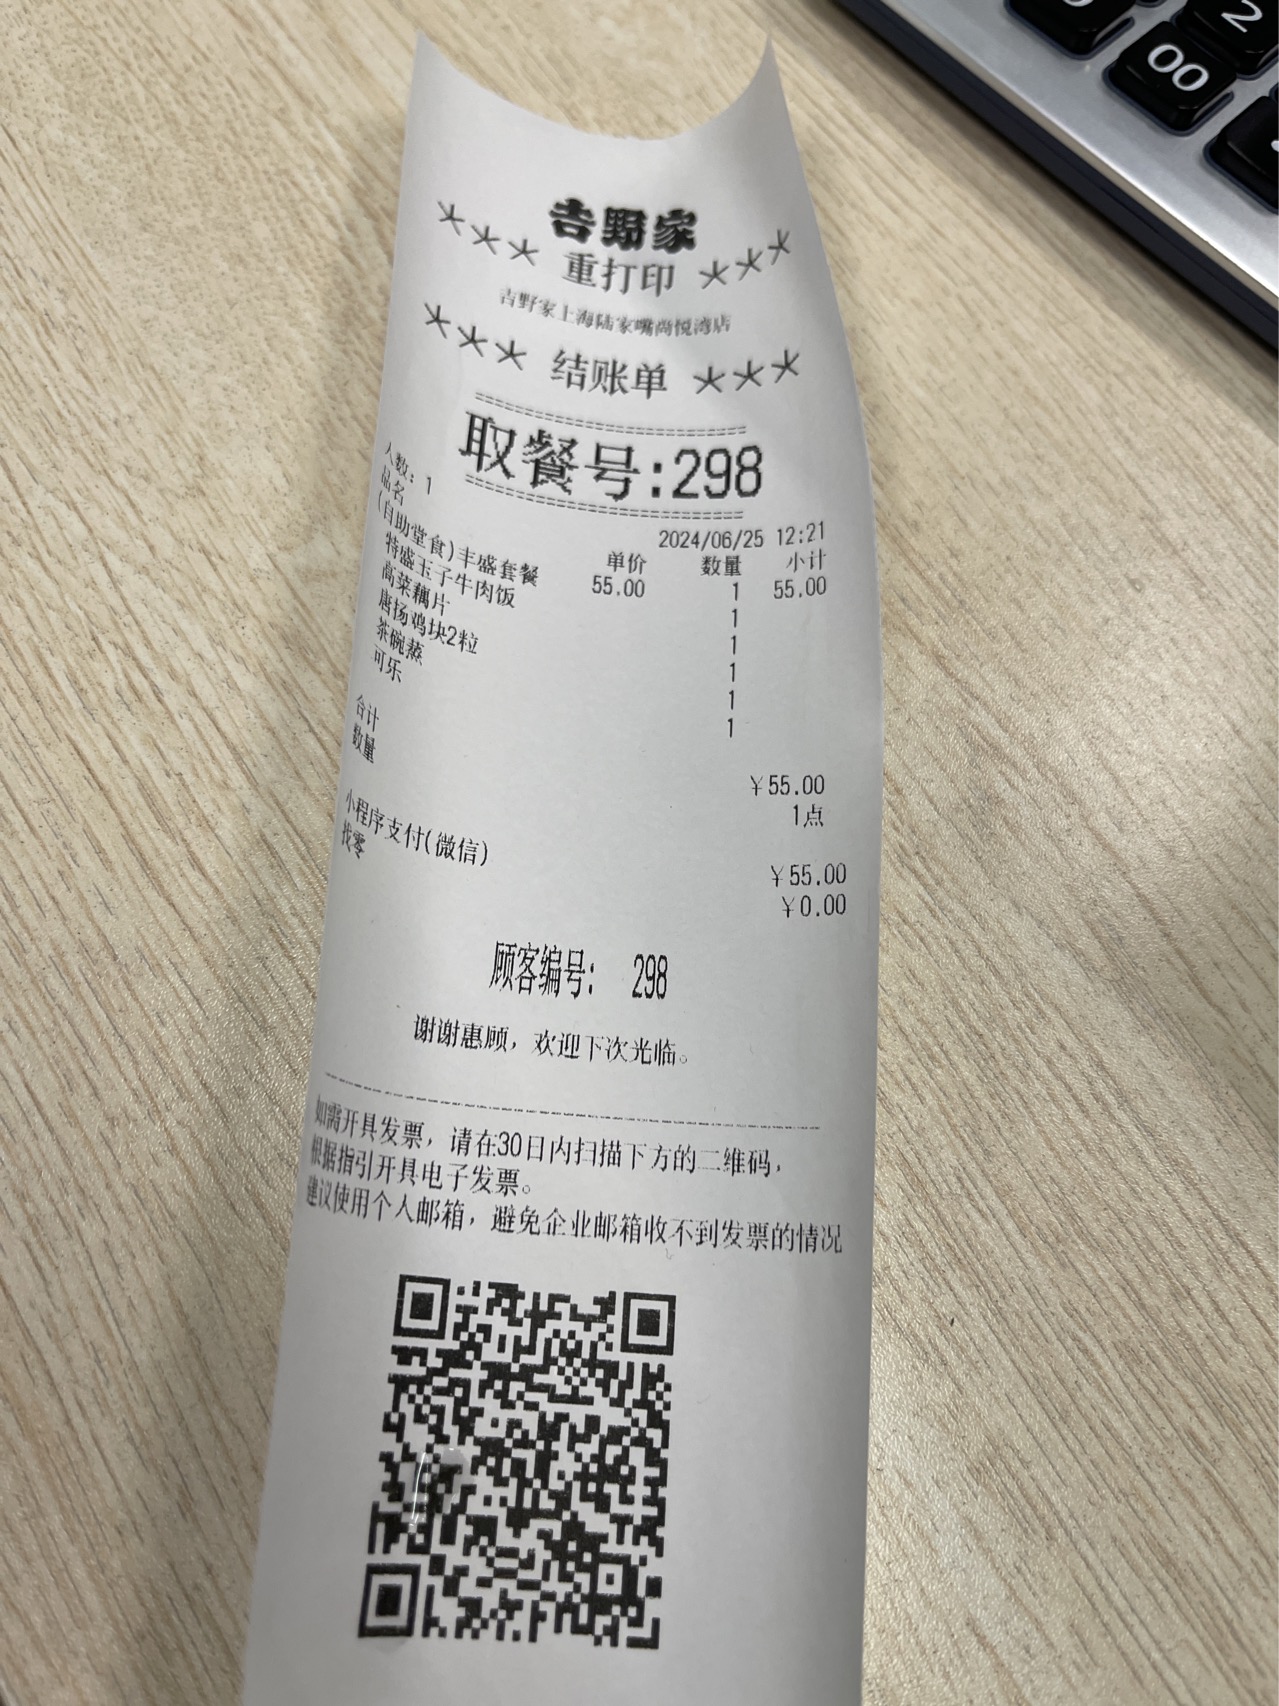 吉野家
*** 重打印 ***
吉野家上海陆家嘴尚悦湾店
*** 结账单 ***
取餐号:298
人数: 1
2024/06/25 12:21
品名 单价 数量 小计
(自助堂食)丰盛套餐 55.00 1 55.00
特盛玉子牛肉饭 1
高菜藕片 1
唐扬鸡块2粒 1
茶碗蒸 1
可乐 1
合计 ¥55.00
数量 1点
小程序支付(微信) ¥55.00
找零 ¥0.00
顾客编号: 298
谢谢惠顾，欢迎下次光临。
如需开具发票，请在30日内扫描下方的二维码，
根据指引开具电子发票。
建议使用个人邮箱，避免企业邮箱收不到发票的情况
00
2